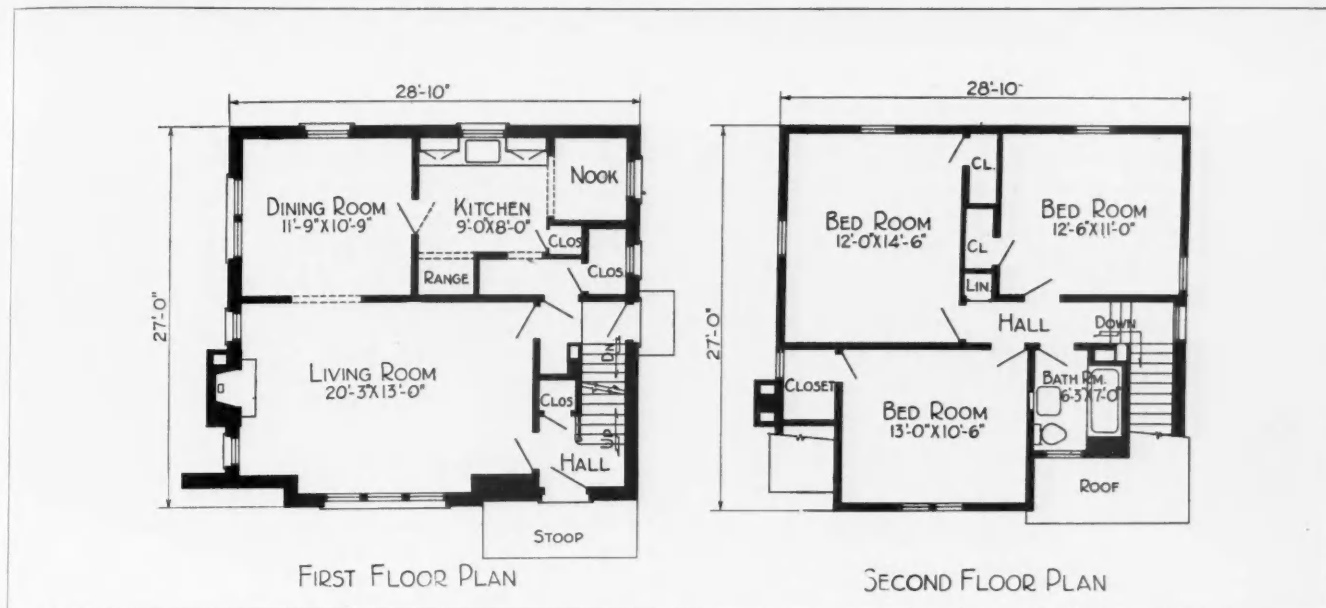 28'-10"
27'-0"
DINING ROOM
11'-9"X10'-9"
KITCHEN
9'-0"X8'-0"
NOOK
CLOS
CLOS.
RANGE
LIVING ROOM
20'-3"X13'-0"
CLOS
DN
UP
HALL
STOOP
FIRST FLOOR PLAN
28'-10"
27'-0"
BED ROOM
12'-0"X14'-6"
CL.
CL
LIN.
BED ROOM
12'-6"X11'-0"
HALL
DOWN
CLOSET
BED ROOM
13'-0"X10'-6"
BATH RM.
6'-3"X7'-0"
ROOF
SECOND FLOOR PLAN